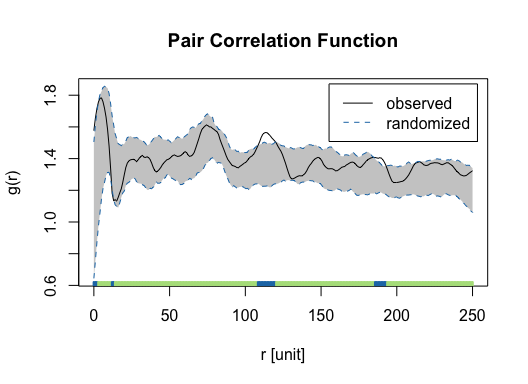 Pair Correlation Function
observed
randomized
g(r)
1.8
1.4
1.0
0.6
0 50 100 150 200 250
r [unit]